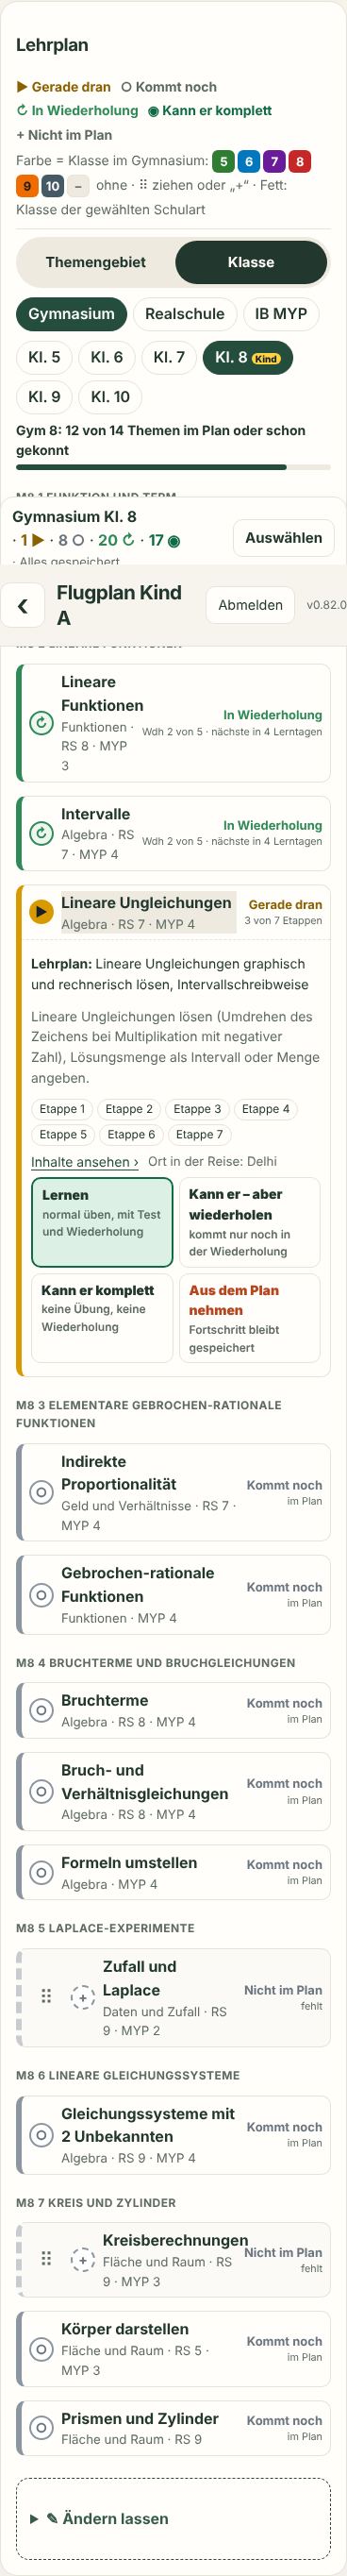 Lehrplan
▶ Gerade dran ○ Kommt noch
↻ In Wiederholung ◉ Kann er komplett
+ Nicht im Plan
Farbe = Klasse im Gymnasium: 5 6 7 8
9 10 – ohne · ⠿ ziehen oder „+“ · Fett:
Klasse der gewählten Schulart
Themengebiet Klasse
Gymnasium Realschule IB MYP
Kl. 5 Kl. 6 Kl. 7 Kl. 8 Kind
Kl. 9 Kl. 10
Gym 8: 12 von 14 Themen im Plan oder schon
gekonnt
M8 1 FUNKTION UND TERM
Gymnasium Kl. 8
· 1 ▶ · 8 ○ · 20 ↻ · 17 ◉
· Alles gespeichert
Auswählen
‹ Flugplan Kind
A
Abmelden v0.82.0
Lineare
Funktionen
Funktionen ·
RS 8 · MYP
3
In Wiederholung
Wdh 2 von 5 · nächste in 4 Lerntagen
Intervalle
Algebra · RS
7 · MYP 4
In Wiederholung
Wdh 2 von 5 · nächste in 4 Lerntagen
Lineare Ungleichungen
Algebra · RS 7 · MYP 4
Gerade dran
3 von 7 Etappen
Lehrplan: Lineare Ungleichungen graphisch
und rechnerisch lösen, Intervallschreibweise
Lineare Ungleichungen lösen (Umdrehen des
Zeichens bei Multiplikation mit negativer
Zahl), Lösungsmenge als Intervall oder Menge
angeben.
Etappe 1 Etappe 2 Etappe 3 Etappe 4
Etappe 5 Etappe 6 Etappe 7
Inhalte ansehen › Ort in der Reise: Delhi
Lernen
normal üben, mit Test
und Wiederholung
Kann er – aber
wiederholen
kommt nur noch in
der Wiederholung
Kann er komplett
keine Übung, keine
Wiederholung
Aus dem Plan
nehmen
Fortschritt bleibt
gespeichert
M8 3 ELEMENTARE GEBROCHEN-RATIONALE
FUNKTIONEN
Indirekte
Proportionalität
Geld und Verhältnisse · RS 7 ·
MYP 4
Kommt noch
im Plan
Gebrochen-rationale
Funktionen
Funktionen · MYP 4
Kommt noch
im Plan
M8 4 BRUCHTERME UND BRUCHGLEICHUNGEN
Bruchterme
Algebra · RS 8 · MYP 4
Kommt noch
im Plan
Bruch- und
Verhältnisgleichungen
Algebra · RS 8 · MYP 4
Kommt noch
im Plan
Formeln umstellen
Algebra · MYP 4
Kommt noch
im Plan
M8 5 LAPLACE-EXPERIMENTE
Zufall und
Laplace
Daten und Zufall · RS
9 · MYP 2
Nicht im Plan
fehlt
M8 6 LINEARE GLEICHUNGSSYSTEME
Gleichungssysteme mit
2 Unbekannten
Algebra · RS 9 · MYP 4
Kommt noch
im Plan
M8 7 KREIS UND ZYLINDER
Kreisberechnungen
Fläche und Raum · RS
9 · MYP 3
Nicht im Plan
fehlt
Körper darstellen
Fläche und Raum · RS 5 ·
MYP 3
Kommt noch
im Plan
Prismen und Zylinder
Fläche und Raum · RS 9
Kommt noch
im Plan
▶ ✎ Ändern lassen